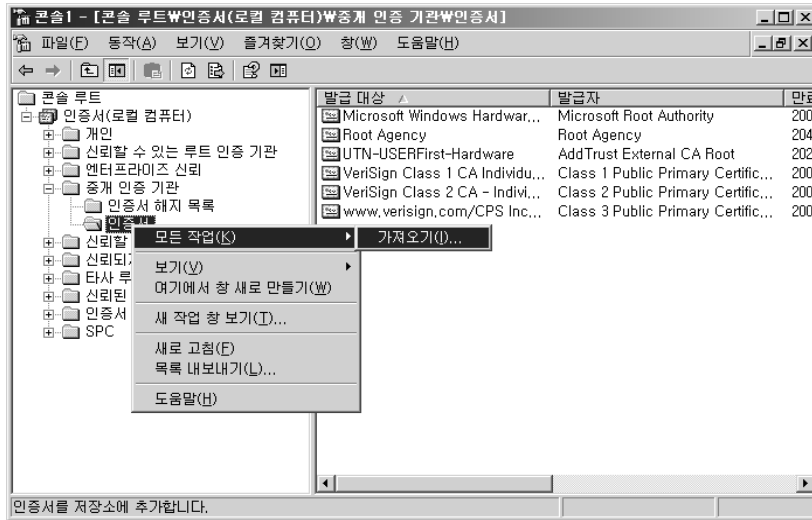 콘솔1 - [콘솔 루트₩인증서(로컬 컴퓨터)₩중개 인증 기관₩인증서]
파일(F) 동작(A) 보기(V) 즐겨찾기(O) 창(W) 도움말(H)
콘솔 루트
인증서(로컬 컴퓨터)
개인
신뢰할 수 있는 루트 인증 기관
엔터프라이즈 신뢰
중개 인증 기관
인증서 해지 목록
인증서
신뢰할
신뢰되지
타사 루
신뢰된
인증서
SPC
발급 대상 발급자 만료
Microsoft Windows Hardwar... Microsoft Root Authority 200
Root Agency Root Agency 204
UTN-USERFirst-Hardware AddTrust External CA Root 202
VeriSign Class 1 CA Individu... Class 1 Public Primary Certific... 200
VeriSign Class 2 CA - Indivi... Class 2 Public Primary Certific... 200
www.verisign.com/CPS Inc... Class 3 Public Primary Certific... 200
모든 작업(K)
가져오기(I)...
보기(V)
여기에서 창 새로 만들기(W)
새 작업 창 보기(T)...
새로 고침(F)
목록 내보내기(L)...
도움말(H)
인증서를 저장소에 추가합니다.